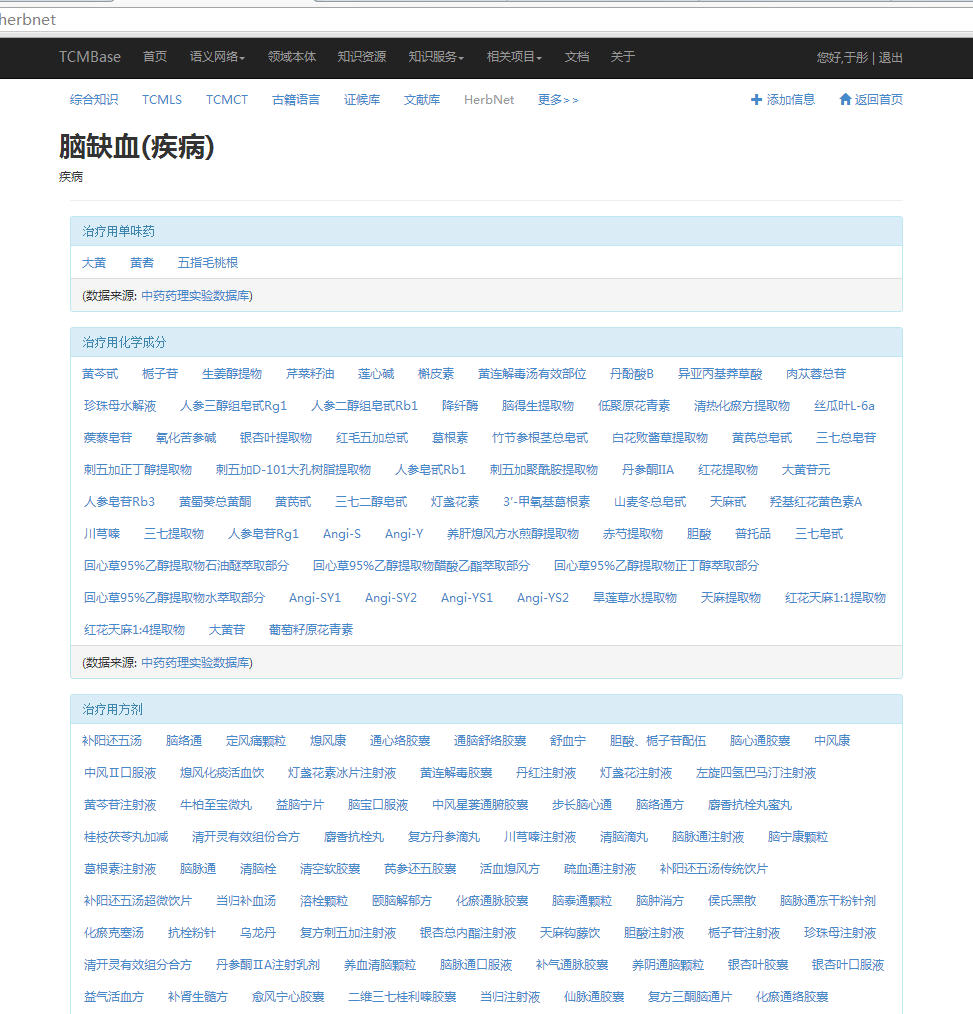 herbnet
TCMBase 首页 语义网络 领域本体 知识资源 知识服务 相关项目 文档 关于 您好,于彤 | 退出
综合知识 TCMLS TCMCT 古籍语言 证候库 文献库 HerbNet 更多>> 添加信息 返回首页
脑缺血(疾病)
疾病
治疗用单味药
大黄 黄耆 五指毛桃根
(数据来源: 中药药理实验数据库)
治疗用化学成分
黄芩甙 栀子苷 生姜醇提物 芹菜籽油 莲心碱 槲皮素 黄连解毒汤有效部位 丹酚酸B 异亚丙基莽草酸 肉苁蓉总苷
珍珠母水解液 人参三醇组皂甙Rg1 人参二醇组皂甙Rb1 降纤酶 脑得生提取物 低聚原花青素 清热化瘀方提取物 丝瓜叶L-6a
蒺藜皂苷 氧化苦参碱 银杏叶提取物 红毛五加总甙 葛根素 竹节参根茎总皂甙 白花败酱草提取物 黄芪总皂甙 三七总皂苷
刺五加正丁醇提取物 刺五加D-101大孔树脂提取物 人参皂甙Rb1 刺五加聚酰胺提取物 丹参酮IIA 红花提取物 大黄苷元
人参皂苷Rb3 黄蜀葵总黄酮 黄芪甙 三七二醇皂甙 灯盏花素 3'-甲氧基葛根素 山麦冬总皂甙 天麻甙 羟基红花黄色素A
川芎嗪 三七提取物 人参皂苷Rg1 Angi-S Angi-Y 养肝熄风方水煎醇提取物 赤芍提取物 胆酸 普托品 三七皂甙
回心草95%乙醇提取物石油醚萃取部分 回心草95%乙醇提取物醋酸乙酯萃取部分 回心草95%乙醇提取物正丁醇萃取部分
回心草95%乙醇提取物水萃取部分 Angi-SY1 Angi-SY2 Angi-YS1 Angi-YS2 旱莲草水提取物 天麻提取物 红花天麻1:1提取物
红花天麻1:4提取物 大黄苷 葡萄籽原花青素
(数据来源: 中药药理实验数据库)
治疗用方剂
补阳还五汤 脑络通 定风痛颗粒 熄风康 通心络胶囊 通脑舒络胶囊 舒血宁 胆酸、栀子苷配伍 脑心通胶囊 中风康
中风Ⅱ口服液 熄风化痰活血饮 灯盏花素冰片注射液 黄连解毒胶囊 丹红注射液 灯盏花注射液 左旋四氢巴马汀注射液
黄芩苷注射液 牛柏至宝微丸 益脑宁片 脑宝口服液 中风星蒌通腑胶囊 步长脑心通 脑络通方 麝香抗栓丸蜜丸
桂枝茯苓丸加减 清开灵有效组份合方 麝香抗栓丸 复方丹参滴丸 川芎嗪注射液 清脑滴丸 脑脉通注射液 脑宁康颗粒
葛根素注射液 脑脉通 清脑栓 清空软胶囊 芪参还五胶囊 活血熄风方 疏血通注射液 补阳还五汤传统饮片
补阳还五汤超微饮片 当归补血汤 溶栓颗粒 颐脑解郁方 化瘀通脉胶囊 脑泰通颗粒 脑肿消方 侯氏黑散 脑脉通冻干粉针剂
化瘀克塞汤 抗栓粉针 乌龙丹 复方刺五加注射液 银杏总内酯注射液 天麻钩藤饮 胆酸注射液 栀子苷注射液 珍珠母注射液
清开灵有效组分合方 丹参酮ⅡA注射乳剂 养血清脑颗粒 脑脉通口服液 补气通脉胶囊 养阴通脑颗粒 银杏叶胶囊 银杏叶口服液
益气活血方 补肾生髓方 愈风宁心胶囊 二维三七桂利嗪胶囊 当归注射液 仙脉通胶囊 复方三酮脑通片 化瘀通络胶囊